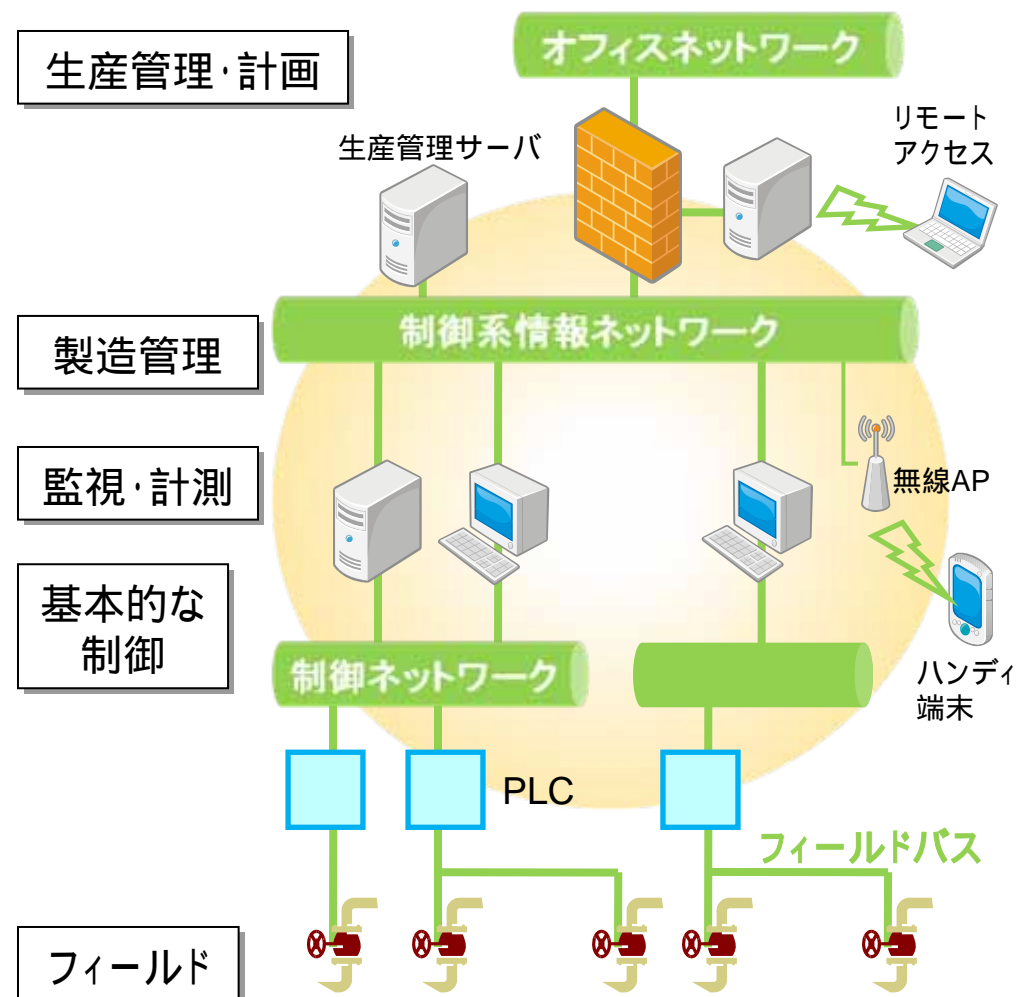 生産管理・計画
オフィスネットワーク
生産管理サーバ
リモート
アクセス
製造管理
制御系情報ネットワーク
監視・計測
無線AP
基本的な
制御
制御ネットワーク
ハンディ
端末
PLC
フィールドバス
フィールド